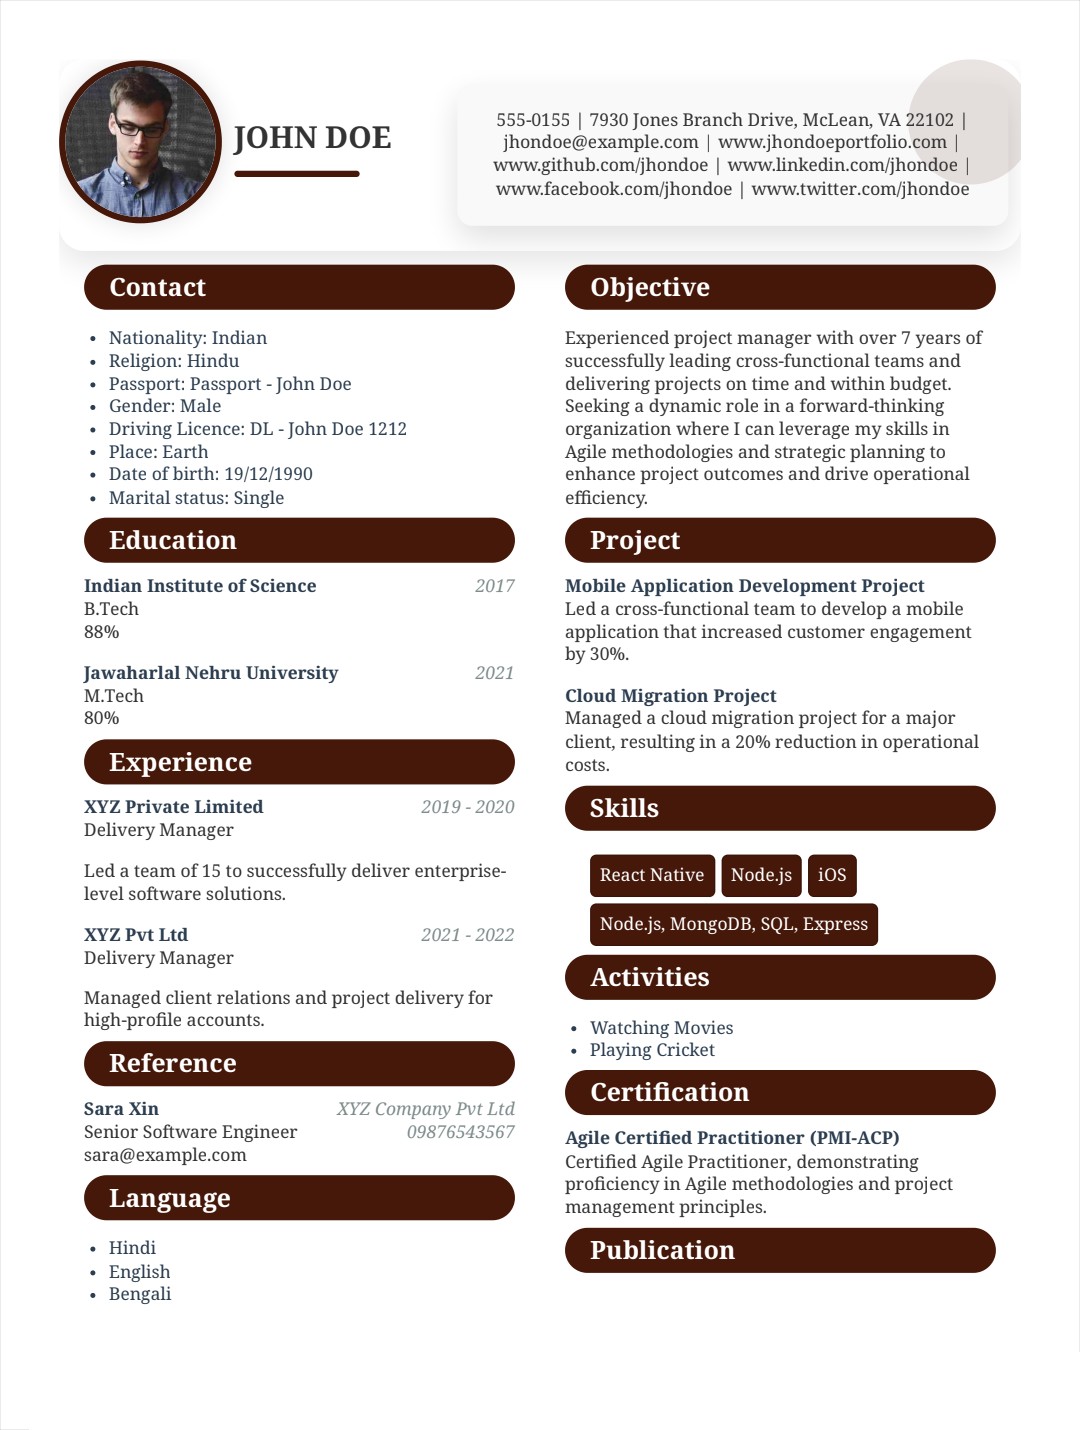 JOHN DOE
555-0155 | 7930 Jones Branch Drive, McLean, VA 22102 |
jhondoe@example.com | www.jhondoeportfolio.com |
www.github.com/jhondoe | www.linkedin.com/jhondoe |
www.facebook.com/jhondoe | www.twitter.com/jhondoe
Contact
• Nationality: Indian
• Religion: Hindu
• Passport: Passport - John Doe
• Gender: Male
• Driving Licence: DL - John Doe 1212
• Place: Earth
• Date of birth: 19/12/1990
• Marital status: Single
Education
Indian Institute of Science 2017
B.Tech
88%
Jawaharlal Nehru University 2021
M.Tech
80%
Experience
XYZ Private Limited 2019 - 2020
Delivery Manager
Led a team of 15 to successfully deliver enterprise-
level software solutions.
XYZ Pvt Ltd 2021 - 2022
Delivery Manager
Managed client relations and project delivery for
high-profile accounts.
Reference
Sara Xin XYZ Company Pvt Ltd
Senior Software Engineer 09876543567
sara@example.com
Language
• Hindi
• English
• Bengali
Objective
Experienced project manager with over 7 years of
successfully leading cross-functional teams and
delivering projects on time and within budget.
Seeking a dynamic role in a forward-thinking
organization where I can leverage my skills in
Agile methodologies and strategic planning to
enhance project outcomes and drive operational
efficiency.
Project
Mobile Application Development Project
Led a cross-functional team to develop a mobile
application that increased customer engagement
by 30%.
Cloud Migration Project
Managed a cloud migration project for a major
client, resulting in a 20% reduction in operational
costs.
Skills
React Native Node.js iOS
Node.js, MongoDB, SQL, Express
Activities
• Watching Movies
• Playing Cricket
Certification
Agile Certified Practitioner (PMI-ACP)
Certified Agile Practitioner, demonstrating
proficiency in Agile methodologies and project
management principles.
Publication